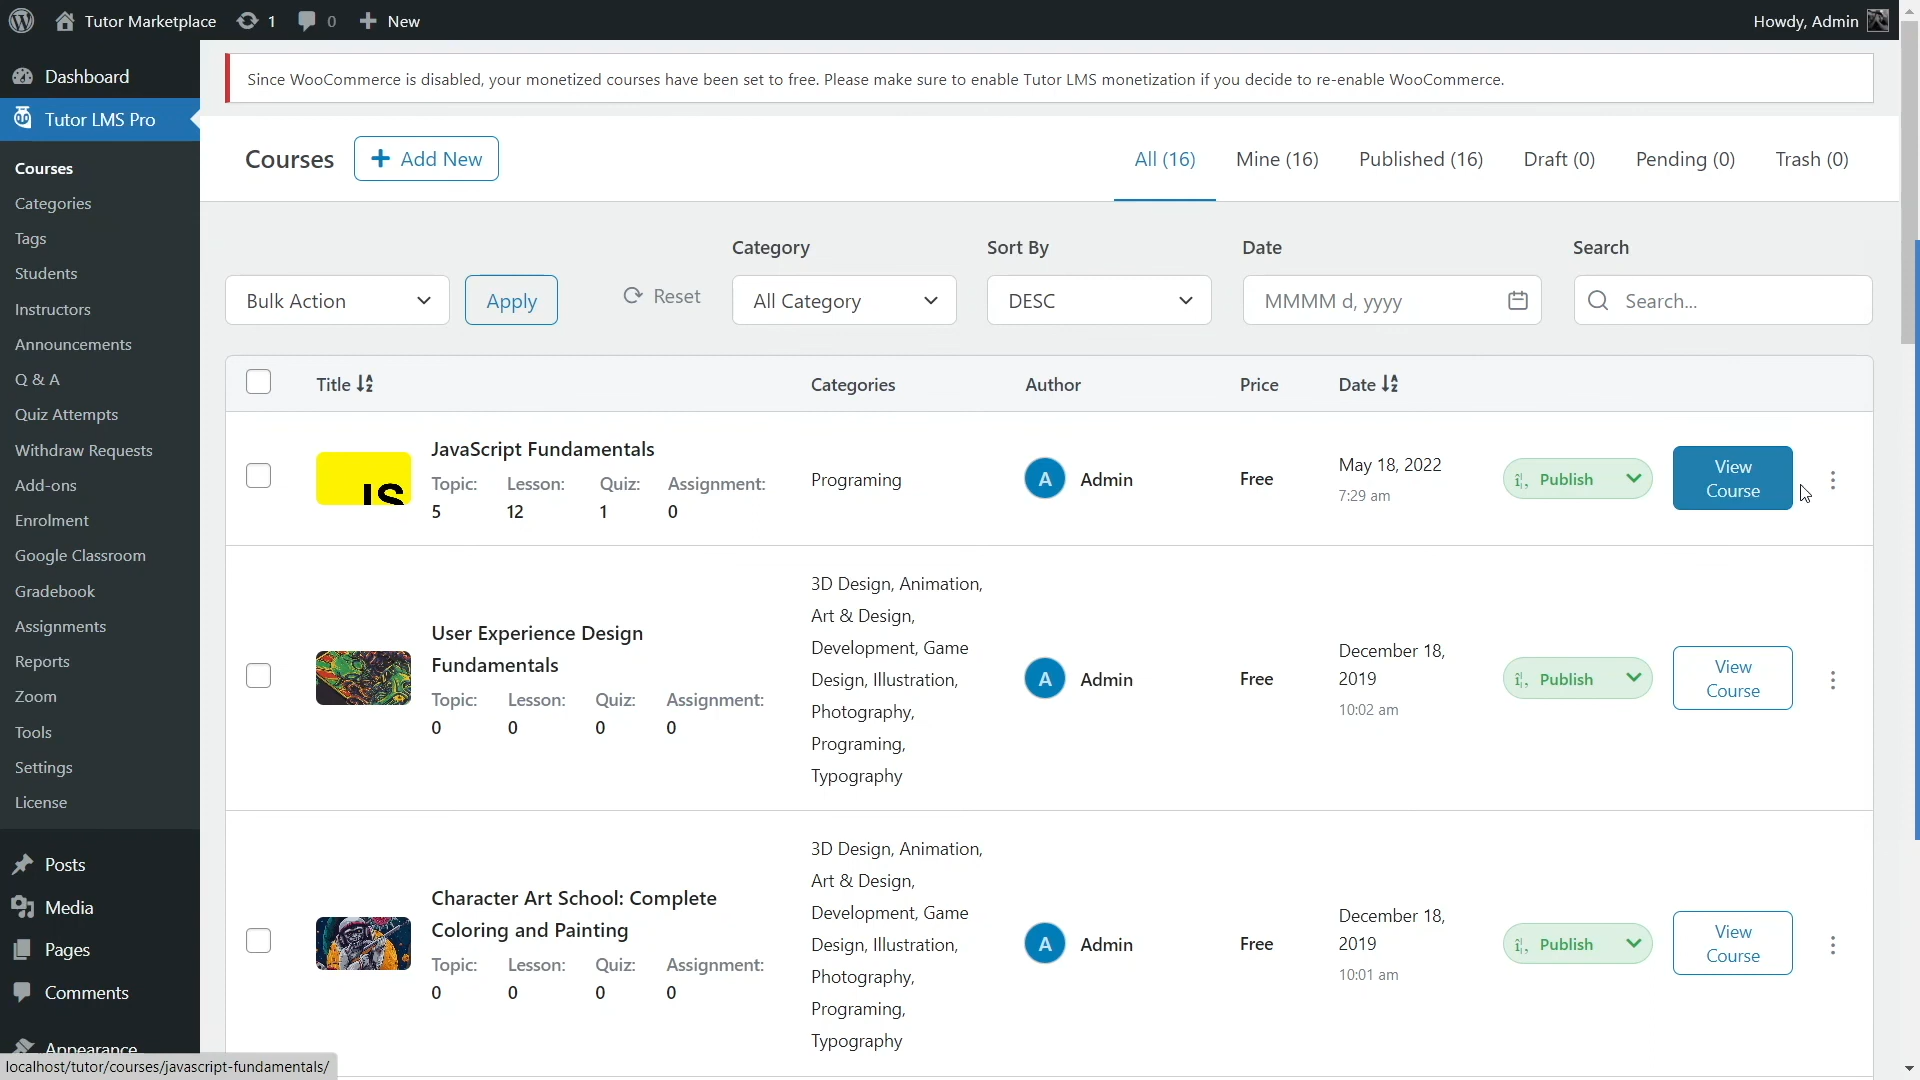 Tutor Marketplace 1 0 New Howdy, Admin
Since WooCommerce is disabled, your monetized courses have been set to free. Please make sure to enable Tutor LMS monetization if you decide to re-enable WooCommerce.
Dashboard
Tutor LMS Pro
Courses
Categories
Tags
Students
Instructors
Announcements
Q & A
Quiz Attempts
Withdraw Requests
Add-ons
Enrolment
Google Classroom
Gradebook
Assignments
Reports
Zoom
Tools
Settings
License
Posts
Media
Pages
Comments
Appearance
Courses Add New All (16) Mine (16) Published (16) Draft (0) Pending (0) Trash (0)
Category Sort By Date Search
Bulk Action Apply Reset All Category DESC MMMM d, yyyy Search...
Title Categories Author Price Date
JavaScript Fundamentals
Topic: Lesson: Quiz: Assignment:
5 12 1 0
JS
Programing
A Admin
Free
May 18, 2022
7:29 am
Publish
View
Course
User Experience Design
Fundamentals
Topic: Lesson: Quiz: Assignment:
0 0 0 0
3D Design, Animation,
Art & Design,
Development, Game
Design, Illustration,
Photography,
Programing,
Typography
A Admin
Free
December 18,
2019
10:02 am
Publish
View
Course
Character Art School: Complete
Coloring and Painting
Topic: Lesson: Quiz: Assignment:
0 0 0 0
3D Design, Animation,
Art & Design,
Development, Game
Design, Illustration,
Photography,
Programing,
Typography
A Admin
Free
December 18,
2019
10:01 am
Publish
View
Course
localhost/tutor/courses/javascript-fundamentals/